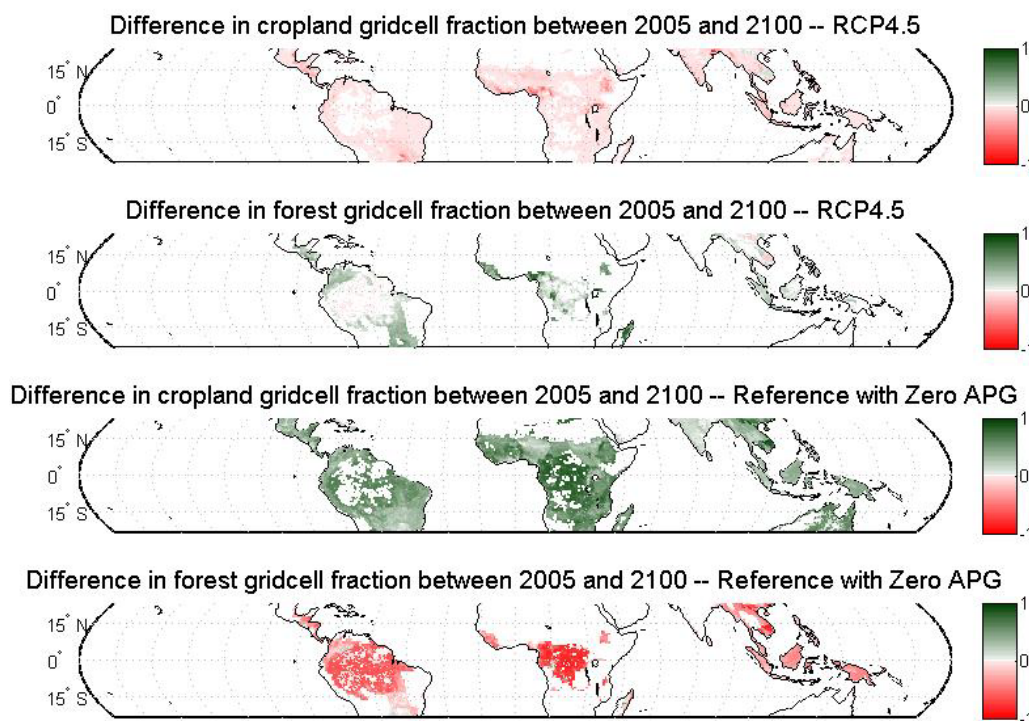 Difference in cropland gridcell fraction between 2005 and 2100 -- RCP4.5
15° N
0°
15° S
1
0
-1
Difference in forest gridcell fraction between 2005 and 2100 -- RCP4.5
15° N
0°
15° S
1
0
-1
Difference in cropland gridcell fraction between 2005 and 2100 -- Reference with Zero APG
15° N
0°
15° S
1
0
-1
Difference in forest gridcell fraction between 2005 and 2100 -- Reference with Zero APG
15° N
0°
15° S
1
0
-1